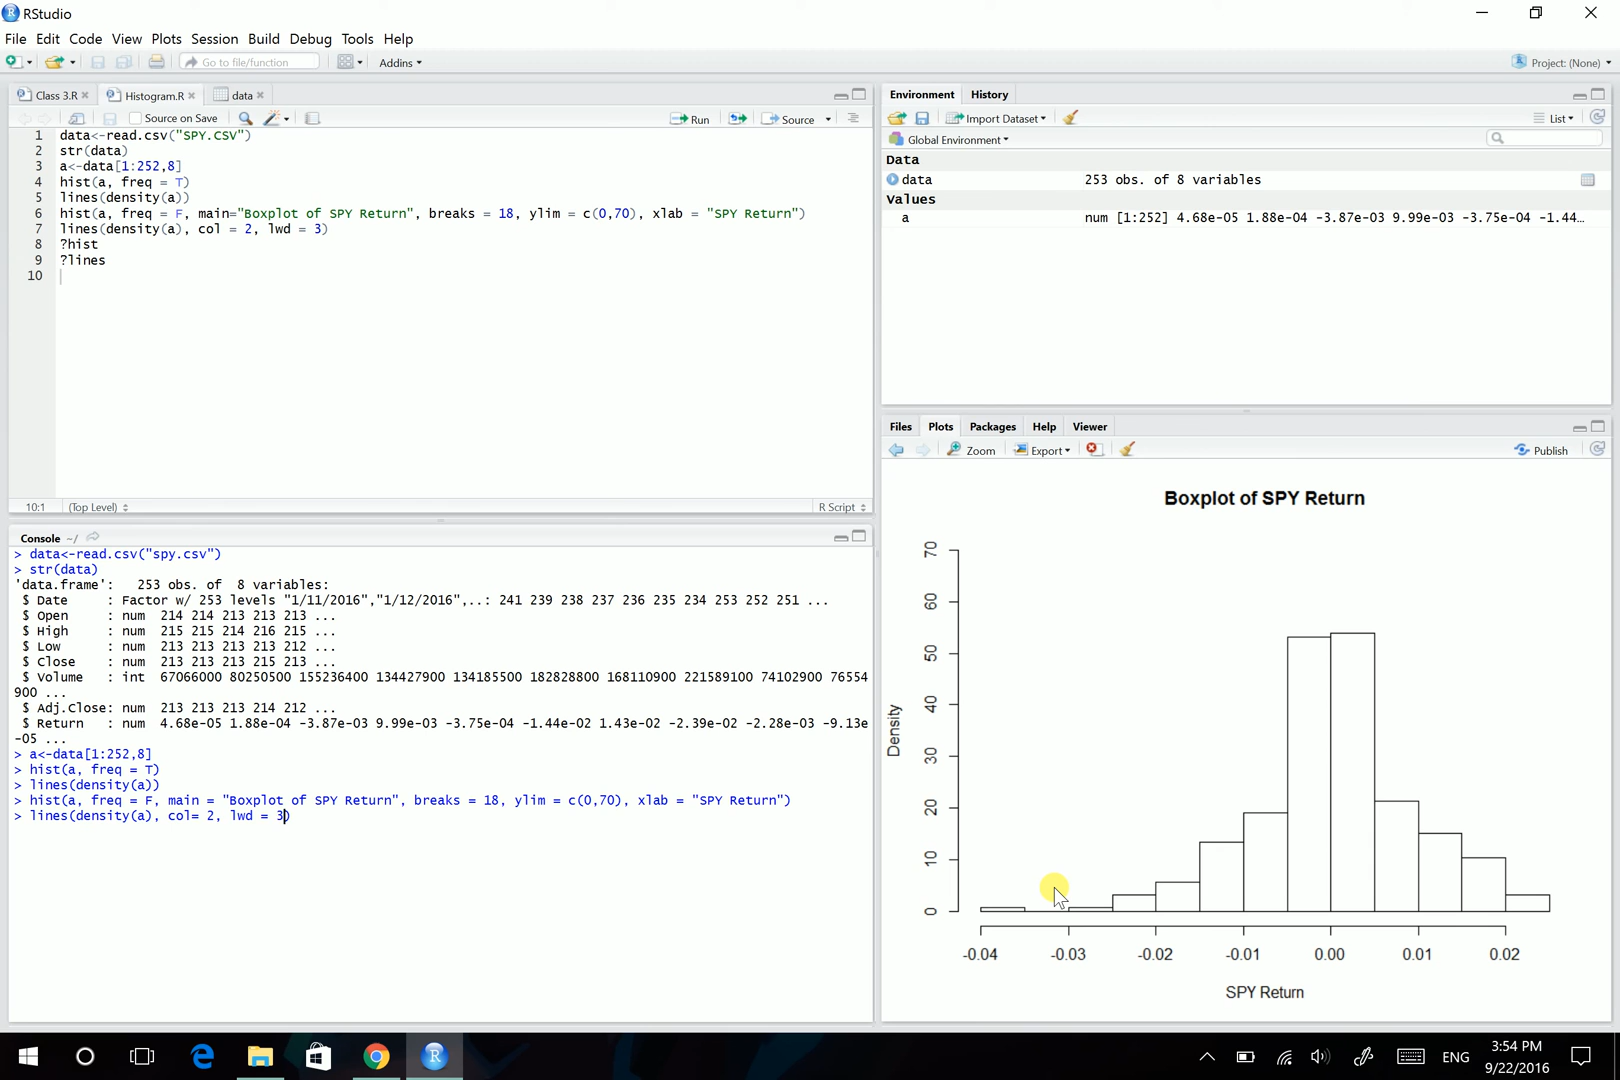 RStudio
File Edit Code View Plots Session Build Debug Tools Help
Go to file/function Addins Project: (None)
Class 3.R Histogram.R data
Source on Save Run Source
1 data<-read.csv("SPY.CSV")
2 str(data)
3 a<-data[1:252,8]
4 hist(a, freq = T)
5 lines(density(a))
6 hist(a, freq = F, main="Boxplot of SPY Return", breaks = 18, ylim = c(0,70), xlab = "SPY Return")
7 lines(density(a), col = 2, lwd = 3)
8 ?hist
9 ?lines
10
10:1 (Top Level) R Script
Console ~/
> data<-read.csv("spy.csv")
> str(data)
'data.frame': 253 obs. of 8 variables:
$ Date : Factor w/ 253 levels "1/11/2016","1/12/2016",..: 241 239 238 237 236 235 234 253 252 251 ...
$ Open : num 214 214 213 213 213 ...
$ High : num 215 215 214 216 215 ...
$ Low : num 213 213 213 213 212 ...
$ Close : num 213 213 213 215 213 ...
$ Volume : int 67066000 80250500 155236400 134427900 134185500 182828800 168110900 221589100 74102900 76554
900 ...
$ Adj.Close: num 213 213 213 214 212 ...
$ Return : num 4.68e-05 1.88e-04 -3.87e-03 9.99e-03 -3.75e-04 -1.44e-02 1.43e-02 -2.39e-02 -2.28e-03 -9.13e
-05 ...
> a<-data[1:252,8]
> hist(a, freq = T)
> lines(density(a))
> hist(a, freq = F, main = "Boxplot of SPY Return", breaks = 18, ylim = c(0,70), xlab = "SPY Return")
> lines(density(a), col= 2, lwd = 3)
Environment History
Import Dataset List
Global Environment
Data
data 253 obs. of 8 variables
Values
a num [1:252] 4.68e-05 1.88e-04 -3.87e-03 9.99e-03 -3.75e-04 -1.44…
Files Plots Packages Help Viewer
Zoom Export Publish
Boxplot of SPY Return
70
60
50
40
30
20
10
0
Density
-0.04 -0.03 -0.02 -0.01 0.00 0.01 0.02
SPY Return
ENG
3:54 PM
9/22/2016